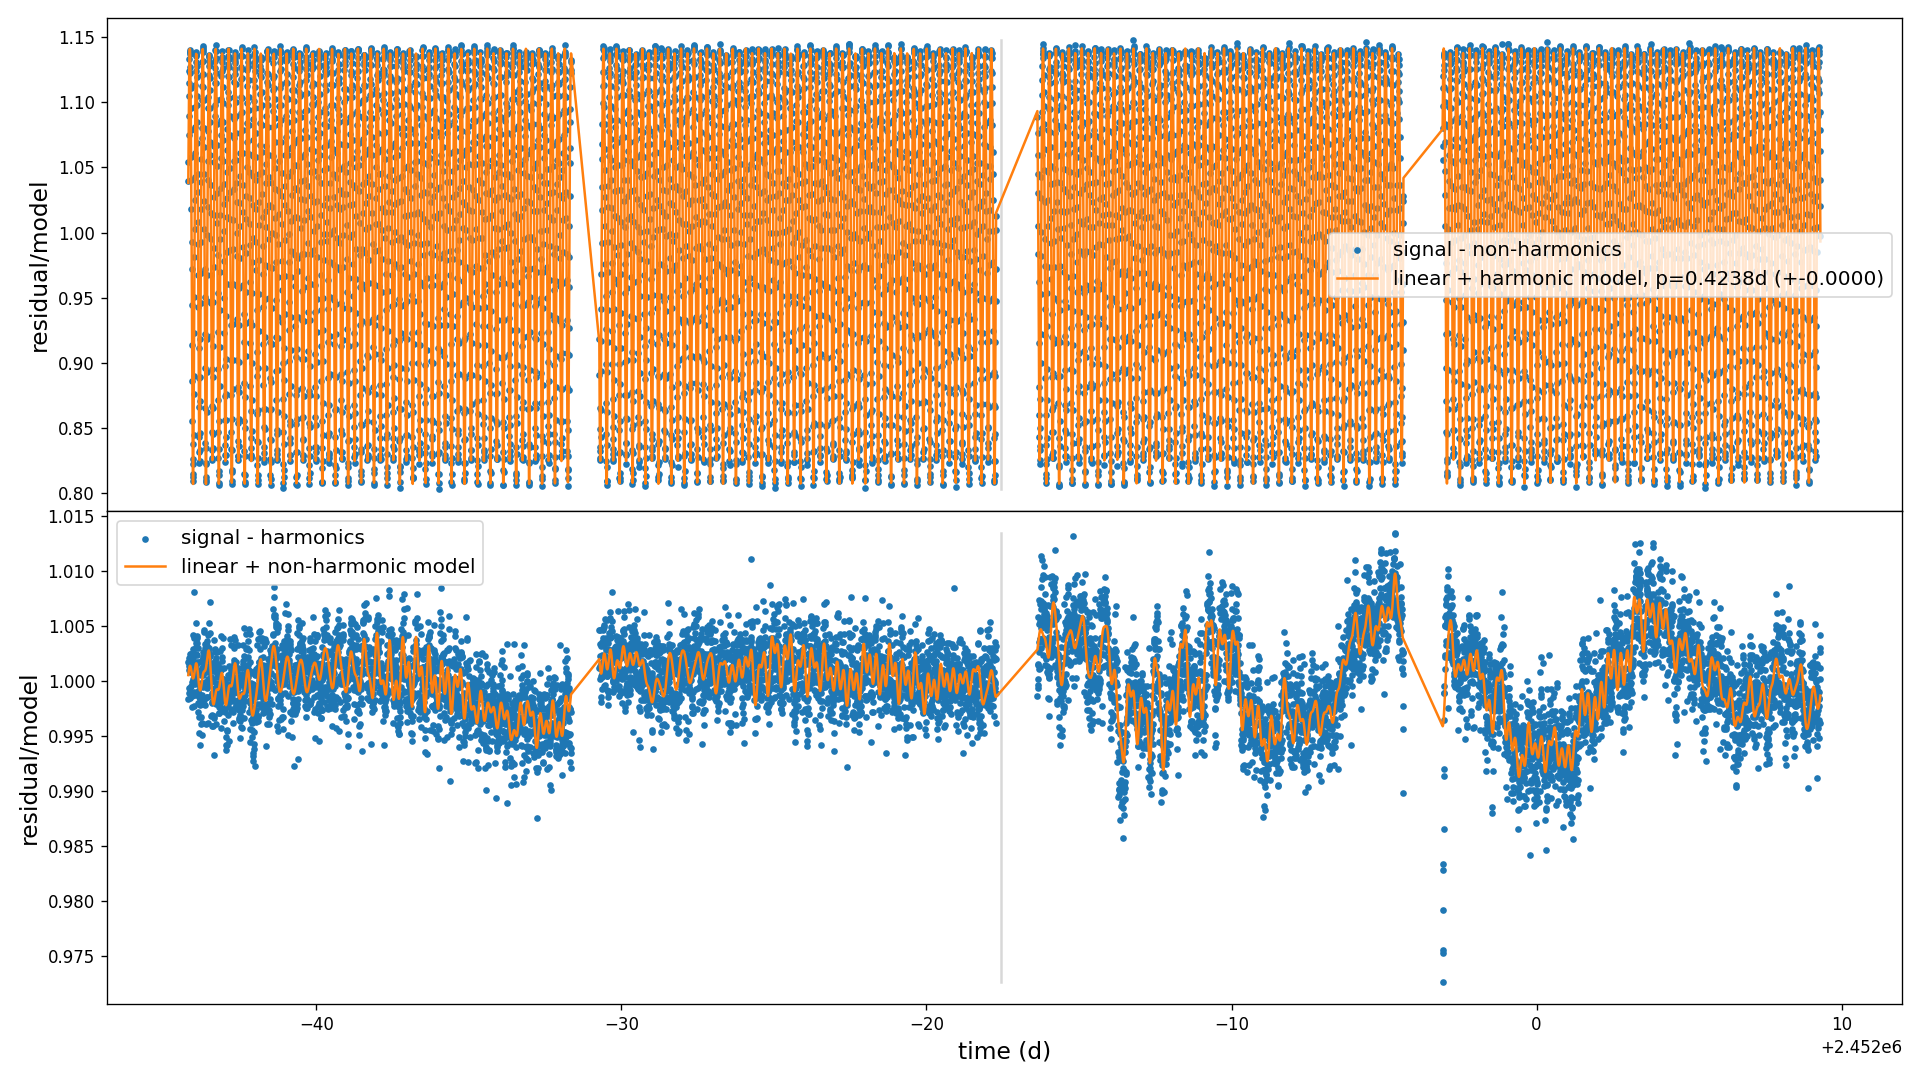 1.15
1.10
1.05
1.00
0.95
0.90
0.85
0.80
residual/model
signal - non-harmonics
linear + harmonic model, p=0.4238d (+-0.0000)
1.015
1.010
1.005
1.000
0.995
0.990
0.985
0.980
0.975
residual/model
signal - harmonics
linear + non-harmonic model
−40
−30
−20
−10
0
10
time (d)
+2.452e6